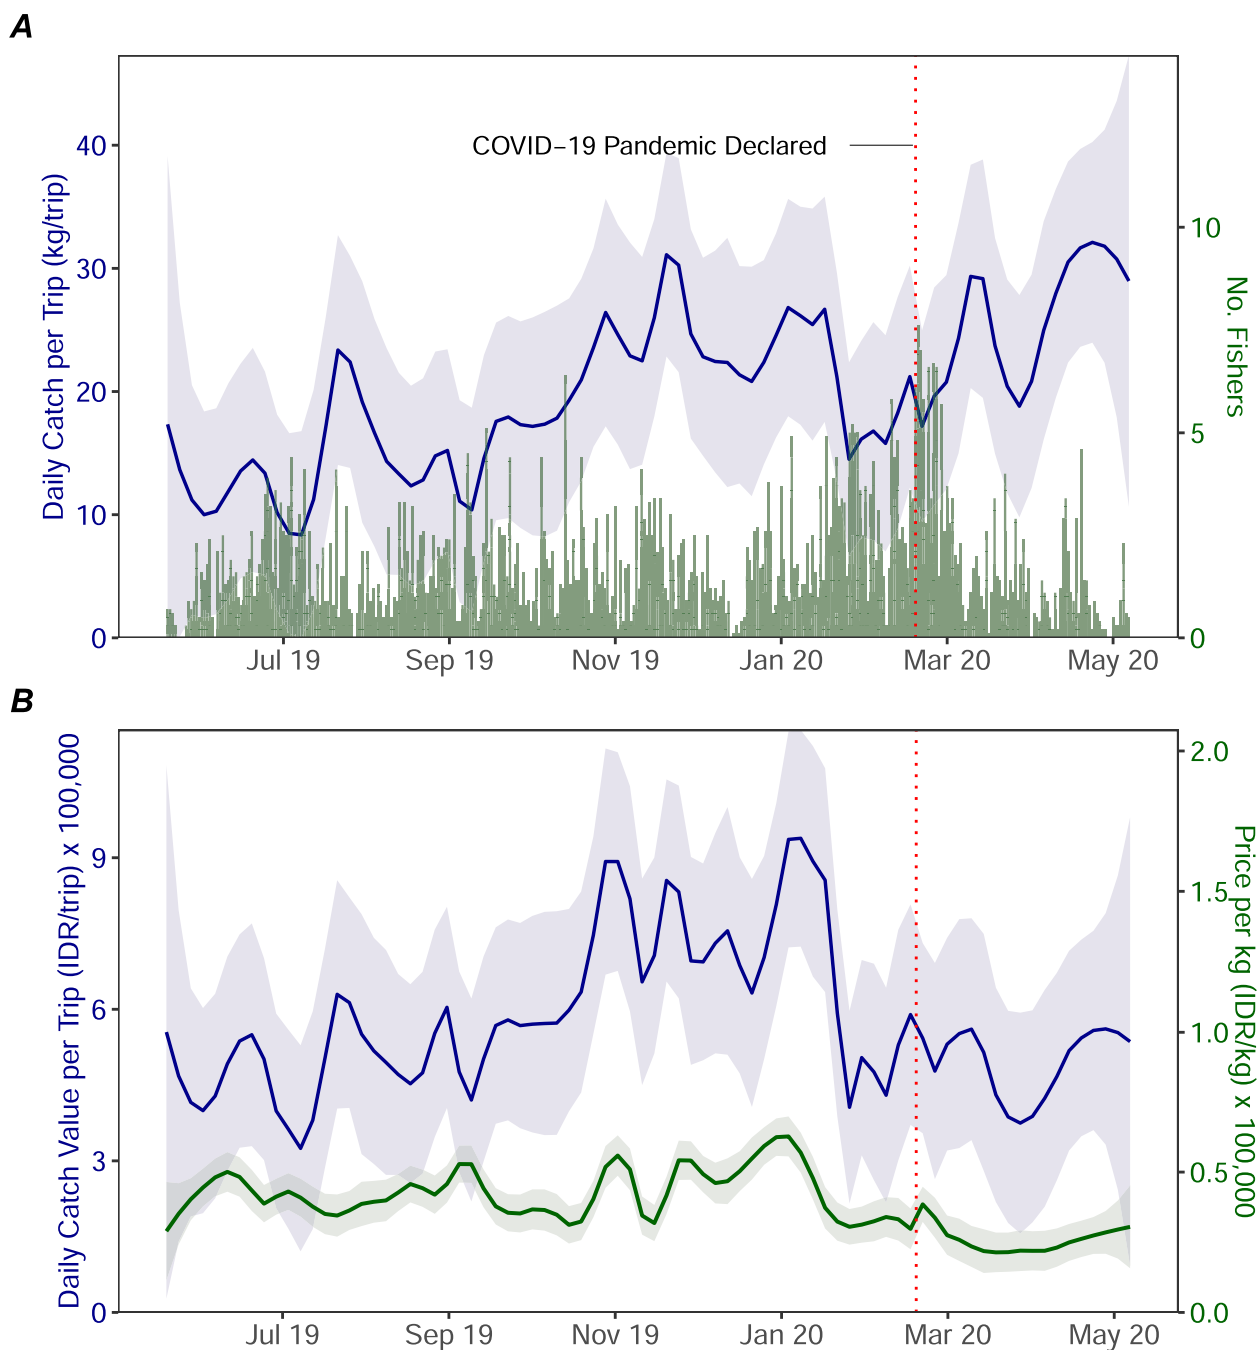 A
COVID−19 Pandemic Declared
Daily Catch per Trip (kg/trip)
40
30
20
10
0
No. Fishers
10
5
0
Jul 19
Sep 19
Nov 19
Jan 20
Mar 20
May 20
B
Daily Catch Value per Trip (IDR/trip) x 100,000
9
6
3
0
Price per kg (IDR/kg) x 100,000
2.0
1.5
1.0
0.5
0.0
Jul 19
Sep 19
Nov 19
Jan 20
Mar 20
May 20